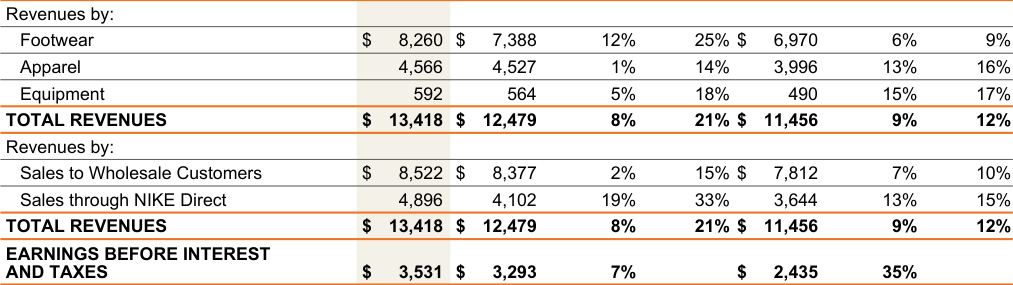 Revenues by:
Footwear $ 8,260 $ 7,388 12% 25% $ 6,970 6% 9%
Apparel 4,566 4,527 1% 14% 3,996 13% 16%
Equipment 592 564 5% 18% 490 15% 17%
TOTAL REVENUES $ 13,418 $ 12,479 8% 21% $ 11,456 9% 12%
Revenues by:
Sales to Wholesale Customers $ 8,522 $ 8,377 2% 15% $ 7,812 7% 10%
Sales through NIKE Direct 4,896 4,102 19% 33% 3,644 13% 15%
TOTAL REVENUES $ 13,418 $ 12,479 8% 21% $ 11,456 9% 12%
EARNINGS BEFORE INTEREST
AND TAXES $ 3,531 $ 3,293 7% $ 2,435 35%